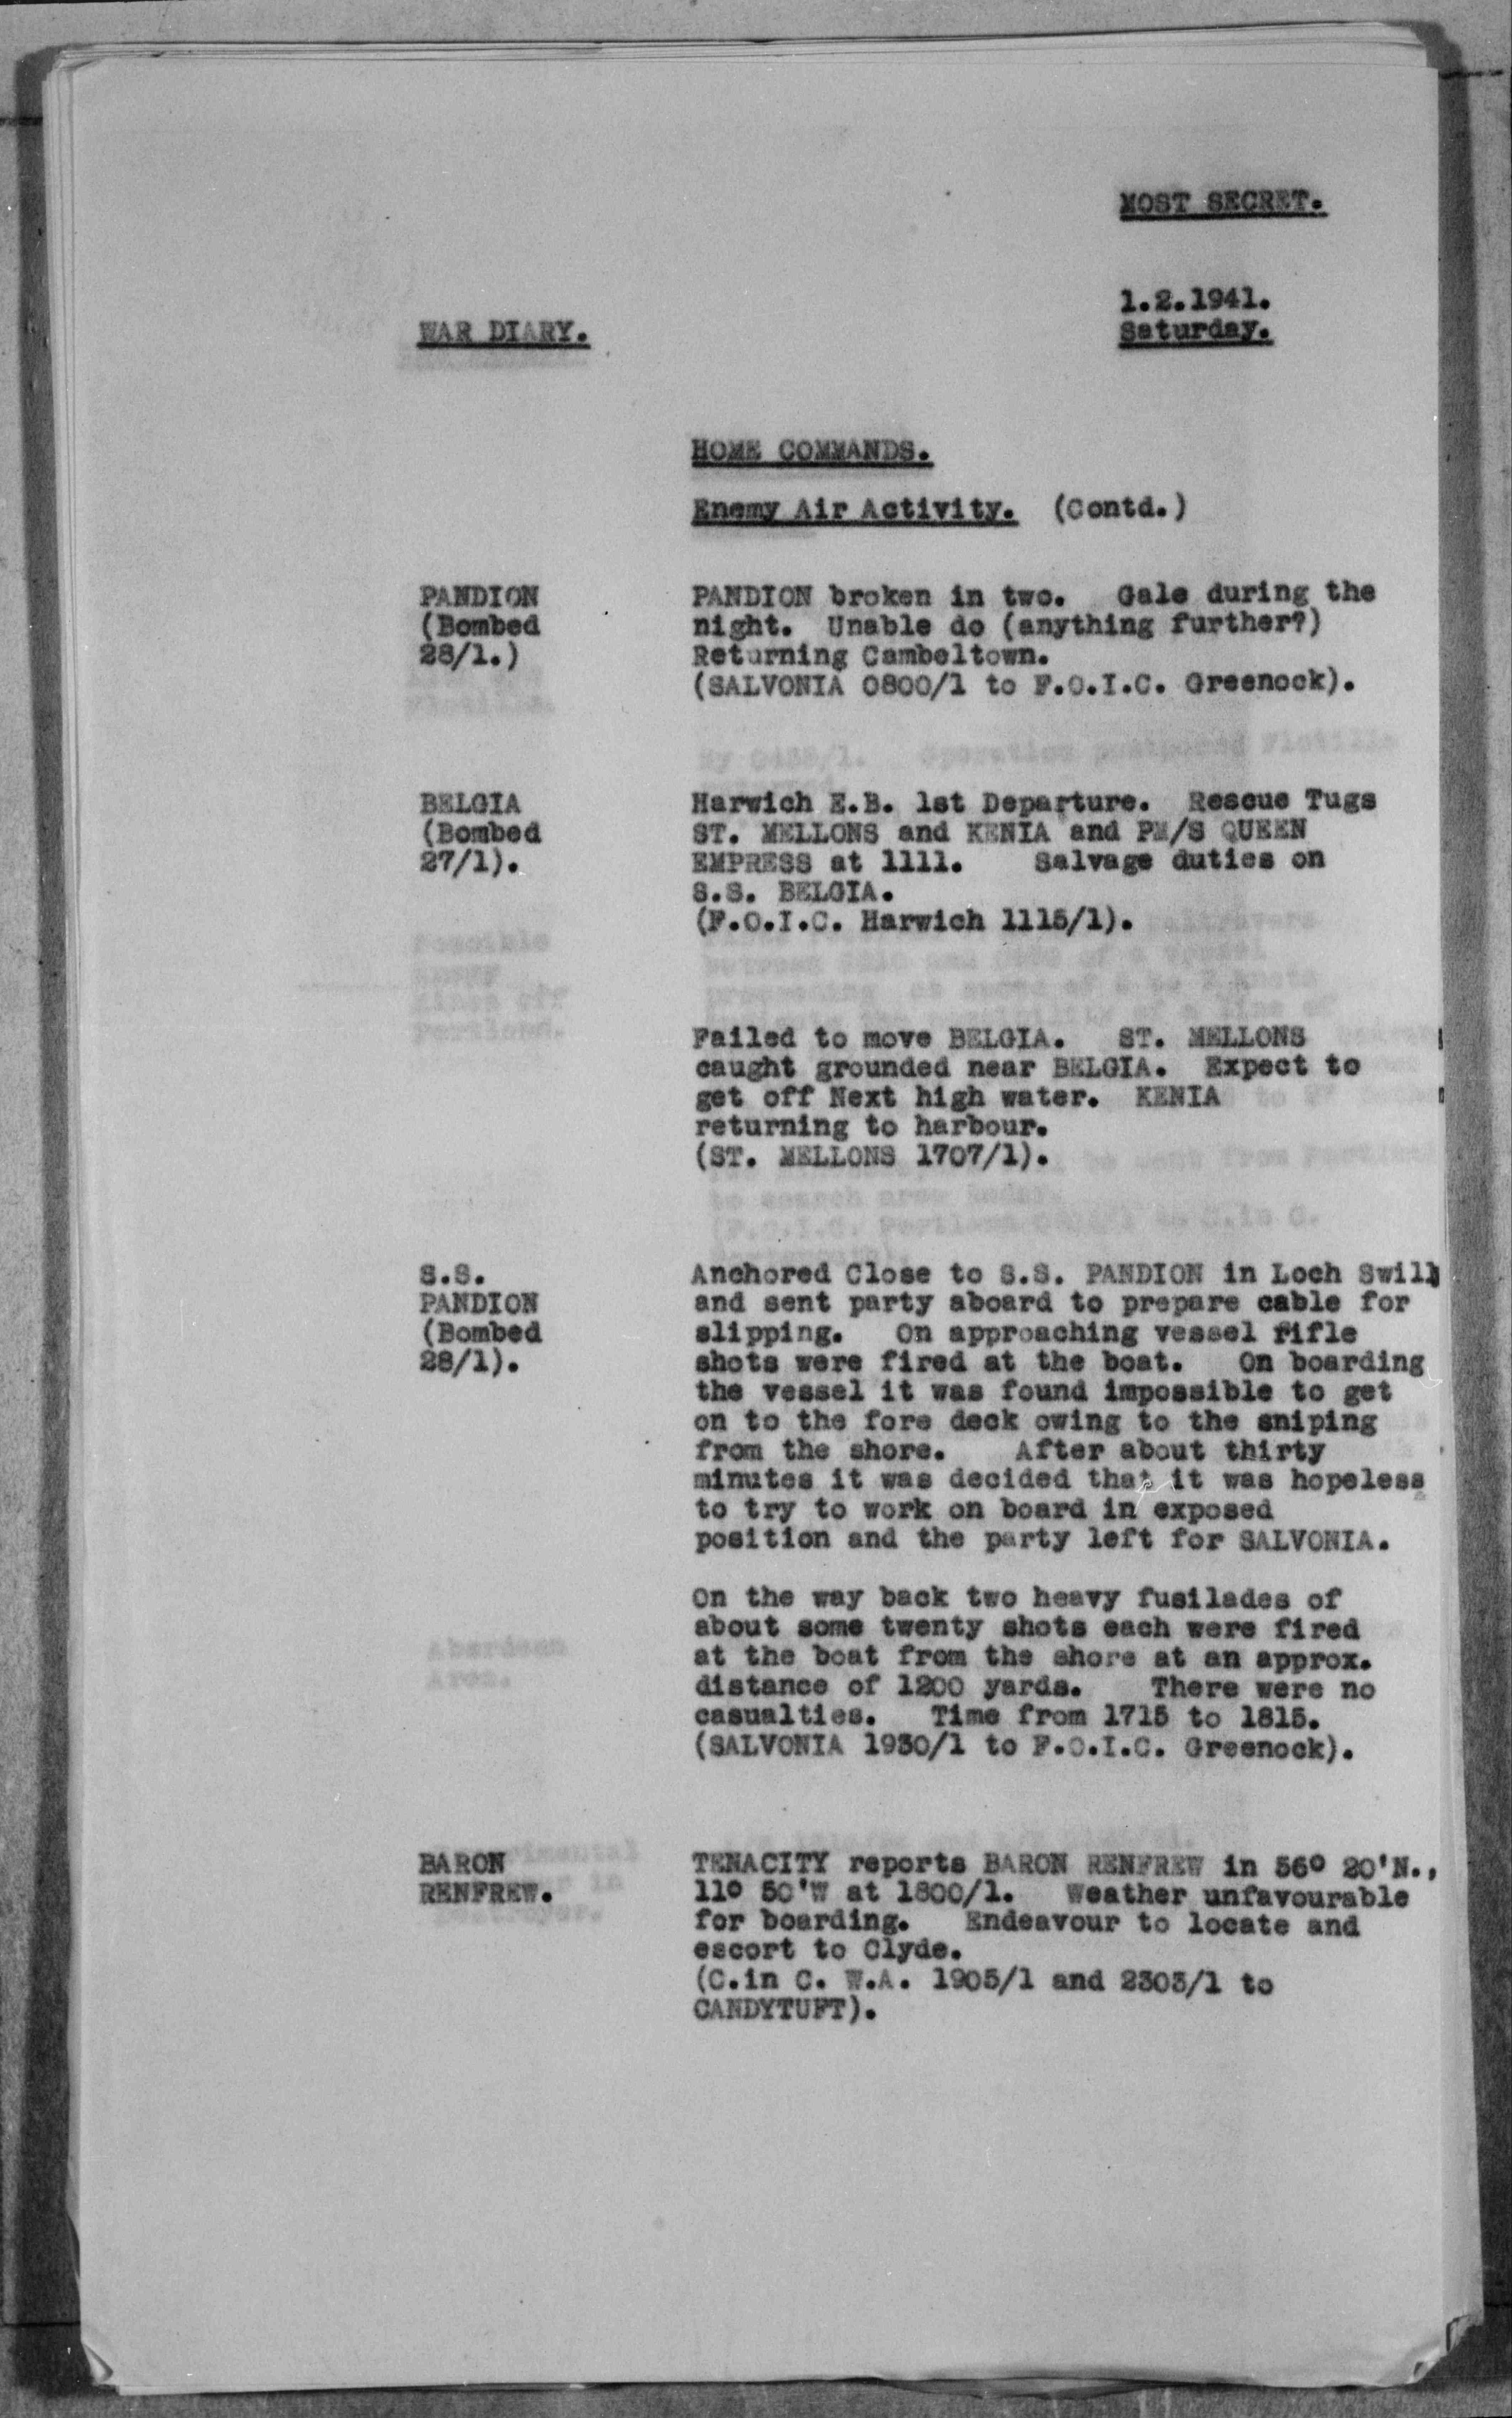 MOST SECRET.
1.2.1941.
WAR DIARY.
Saturday.
HOME COMMANDS.
Enemy Air Activity. (Contd.)
PANDION
(Bombed
28/1.)
PANDION broken in two. Gale during the
night. Unable do (anything further?)
Returning Cambeltown.
(SALVONIA 0800/1 to F.O.I.C. Greenock).
BELGIA
(Bombed
27/1).
Harwich E.B. 1st Departure. Rescue Tugs
ST. MELLONS and KENIA and PM/S QUEEN
EMPRESS at 1111. Salvage duties on
S.S. BELGIA.
(F.O.I.C. Harwich 1115/1).
Failed to move BELGIA. ST. MELLONS
caught grounded near BELGIA. Expect to
get off Next high water. KENIA
returning to harbour.
(ST. MELLONS 1707/1).
S.S.
PANDION
(Bombed
28/1).
Anchored Close to S.S. PANDION in Loch Swilly
and sent party aboard to prepare cable for
slipping. On approaching vessel rifle
shots were fired at the boat. On boarding
the vessel it was found impossible to get
on to the fore deck owing to the sniping
from the shore. After about thirty
minutes it was decided that it was hopeless
to try to work on board in exposed
position and the party left for SALVONIA.
On the way back two heavy fusilades of
about some twenty shots each were fired
at the boat from the shore at an approx.
distance of 1200 yards. There were no
casualties. Time from 1715 to 1815.
(SALVONIA 1930/1 to F.O.I.C. Greenock).
BARON
RENFREW.
TENACITY reports BARON RENFREW in 56° 20'N.,
11° 50'W at 1800/1. Weather unfavourable
for boarding. Endeavour to locate and
escort to Clyde.
(C.in C. W.A. 1905/1 and 2303/1 to
CANDYTUFT).